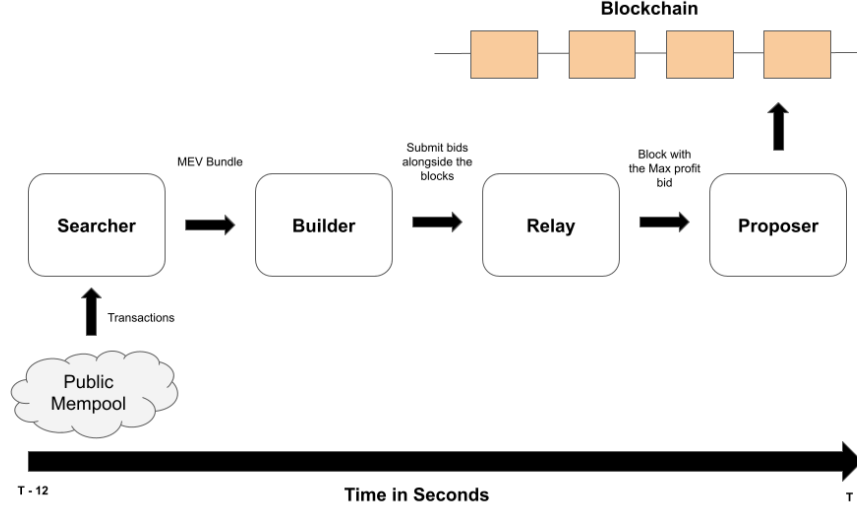 Blockchain
MEV Bundle
Submit bids
alongside the
blocks
Block with
the Max profit
bid
Searcher
Builder
Relay
Proposer
Transactions
Public
Mempool
T - 12
Time in Seconds
T